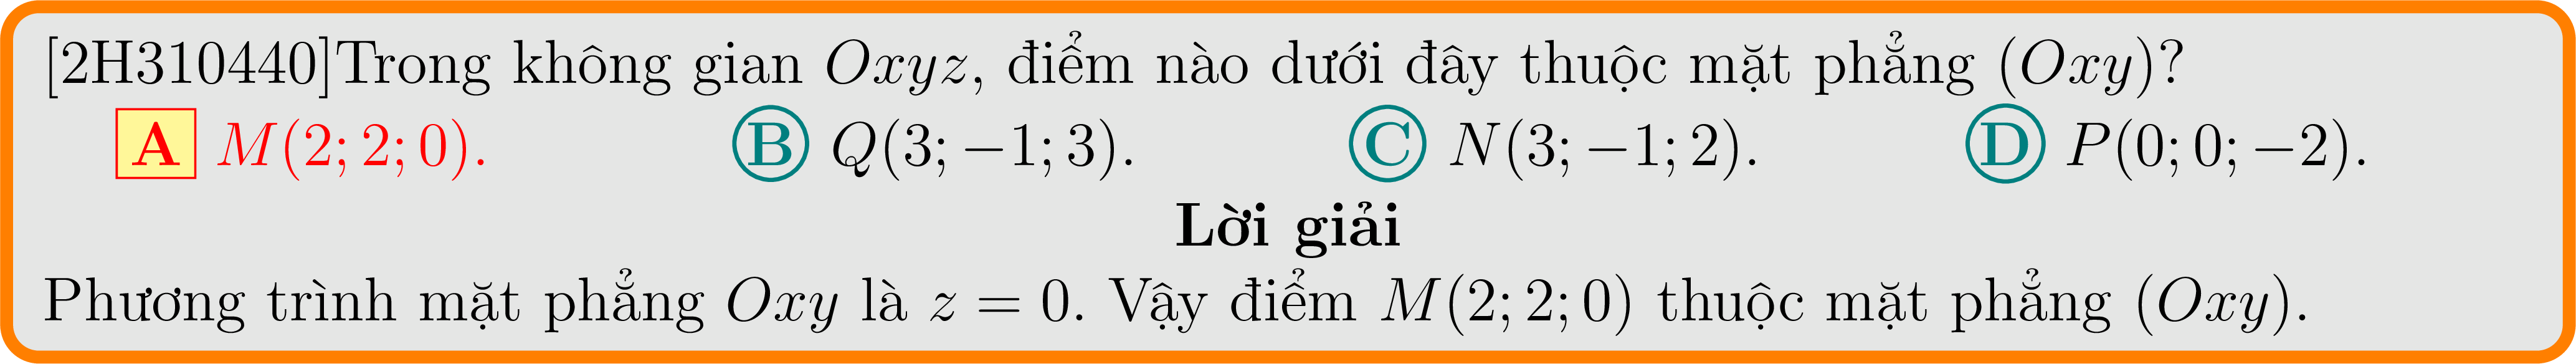 [2H310440]Trong không gian Oxyz, điểm nào dưới đây thuộc mặt phẳng (Oxy)?
A M(2; 2; 0). B Q(3; −1; 3). C N(3; −1; 2). D P(0; 0; −2).
Lời giải
Phương trình mặt phẳng Oxy là z = 0. Vậy điểm M(2; 2; 0) thuộc mặt phẳng (Oxy).